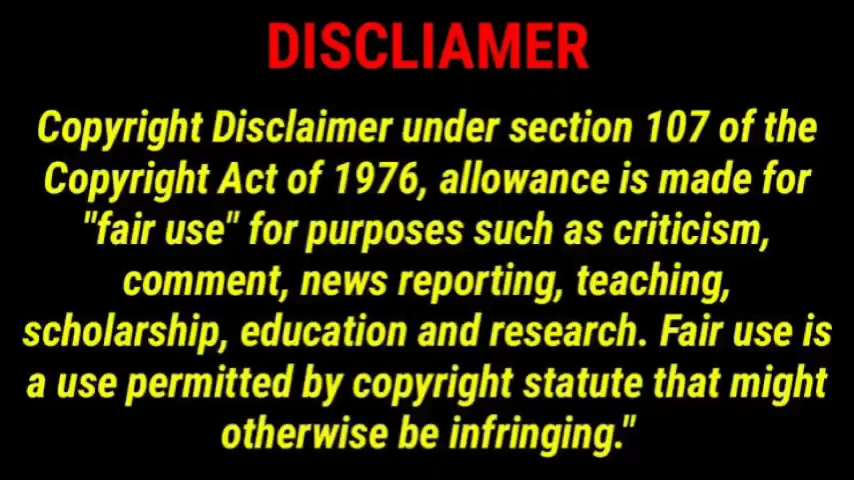 DISCLIAMER
Copyright Disclaimer under section 107 of the
Copyright Act of 1976, allowance is made for
"fair use" for purposes such as criticism,
comment, news reporting, teaching,
scholarship, education and research. Fair use is
a use permitted by copyright statute that might
otherwise be infringing."